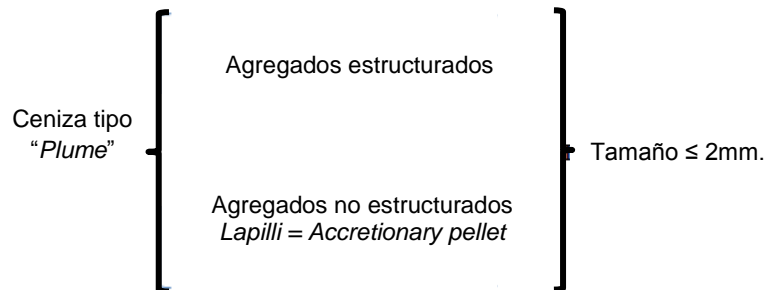 Agregados estructurados
Ceniza tipo
“Plume”
Tamaño ≤ 2mm.
Agregados no estructurados
Lapilli = Accretionary pellet